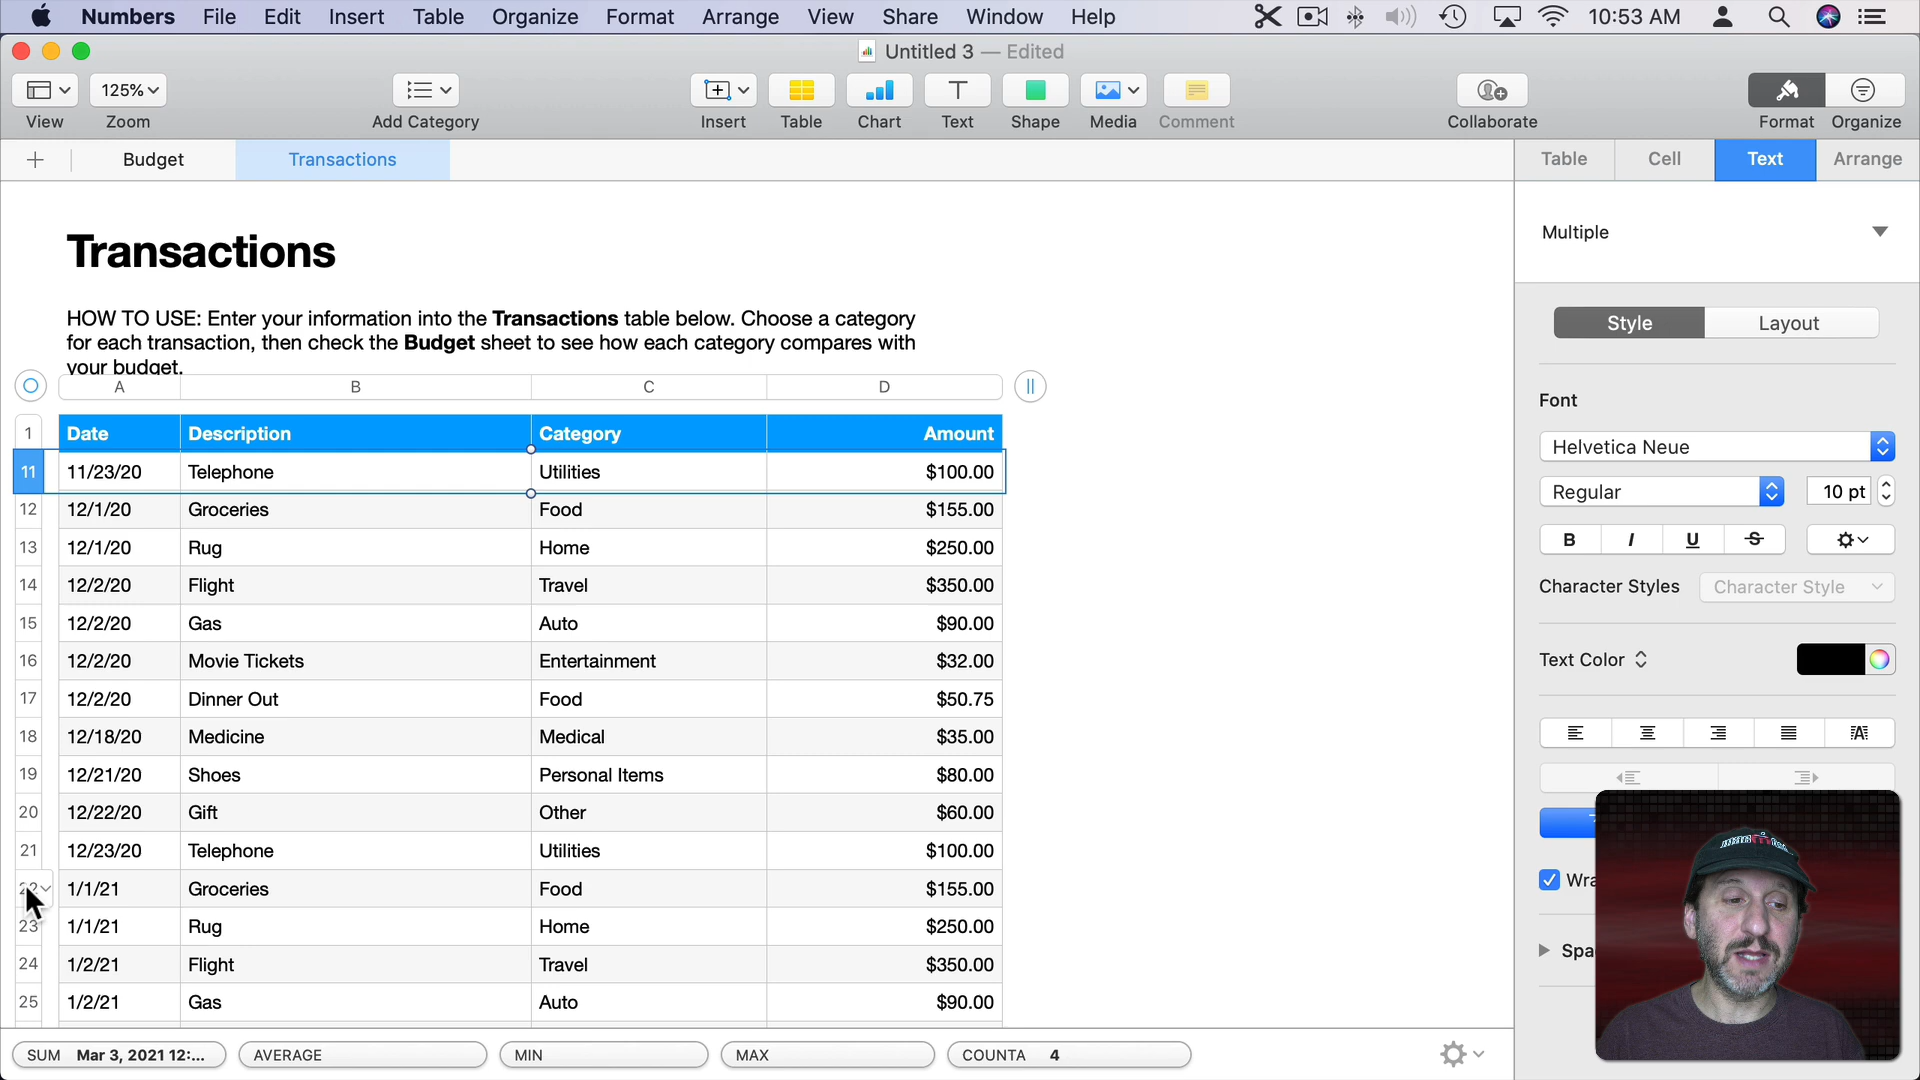 Numbers File Edit Insert Table Organize Format Arrange View Share Window Help 10:53 AM
Untitled 3 — Edited
125%
View Zoom Add Category Insert Table Chart Text Shape Media Comment Collaborate Format Organize
Budget Transactions
Table Cell Text Arrange
Transactions
HOW TO USE: Enter your information into the Transactions table below. Choose a category
for each transaction, then check the Budget sheet to see how each category compares with
your budget.
A B C D
1 Date Description Category Amount
11 11/23/20 Telephone Utilities $100.00
12 12/1/20 Groceries Food $155.00
13 12/1/20 Rug Home $250.00
14 12/2/20 Flight Travel $350.00
15 12/2/20 Gas Auto $90.00
16 12/2/20 Movie Tickets Entertainment $32.00
17 12/2/20 Dinner Out Food $50.75
18 12/18/20 Medicine Medical $35.00
19 12/21/20 Shoes Personal Items $80.00
20 12/22/20 Gift Other $60.00
21 12/23/20 Telephone Utilities $100.00
22 1/1/21 Groceries Food $155.00
23 1/1/21 Rug Home $250.00
24 1/2/21 Flight Travel $350.00
25 1/2/21 Gas Auto $90.00
SUM Mar 3, 2021 12:... AVERAGE MIN MAX COUNTA 4
Multiple
Style Layout
Font
Helvetica Neue
Regular 10 pt
B I U S
Character Styles Character Style
Text Color
Wra
Spa